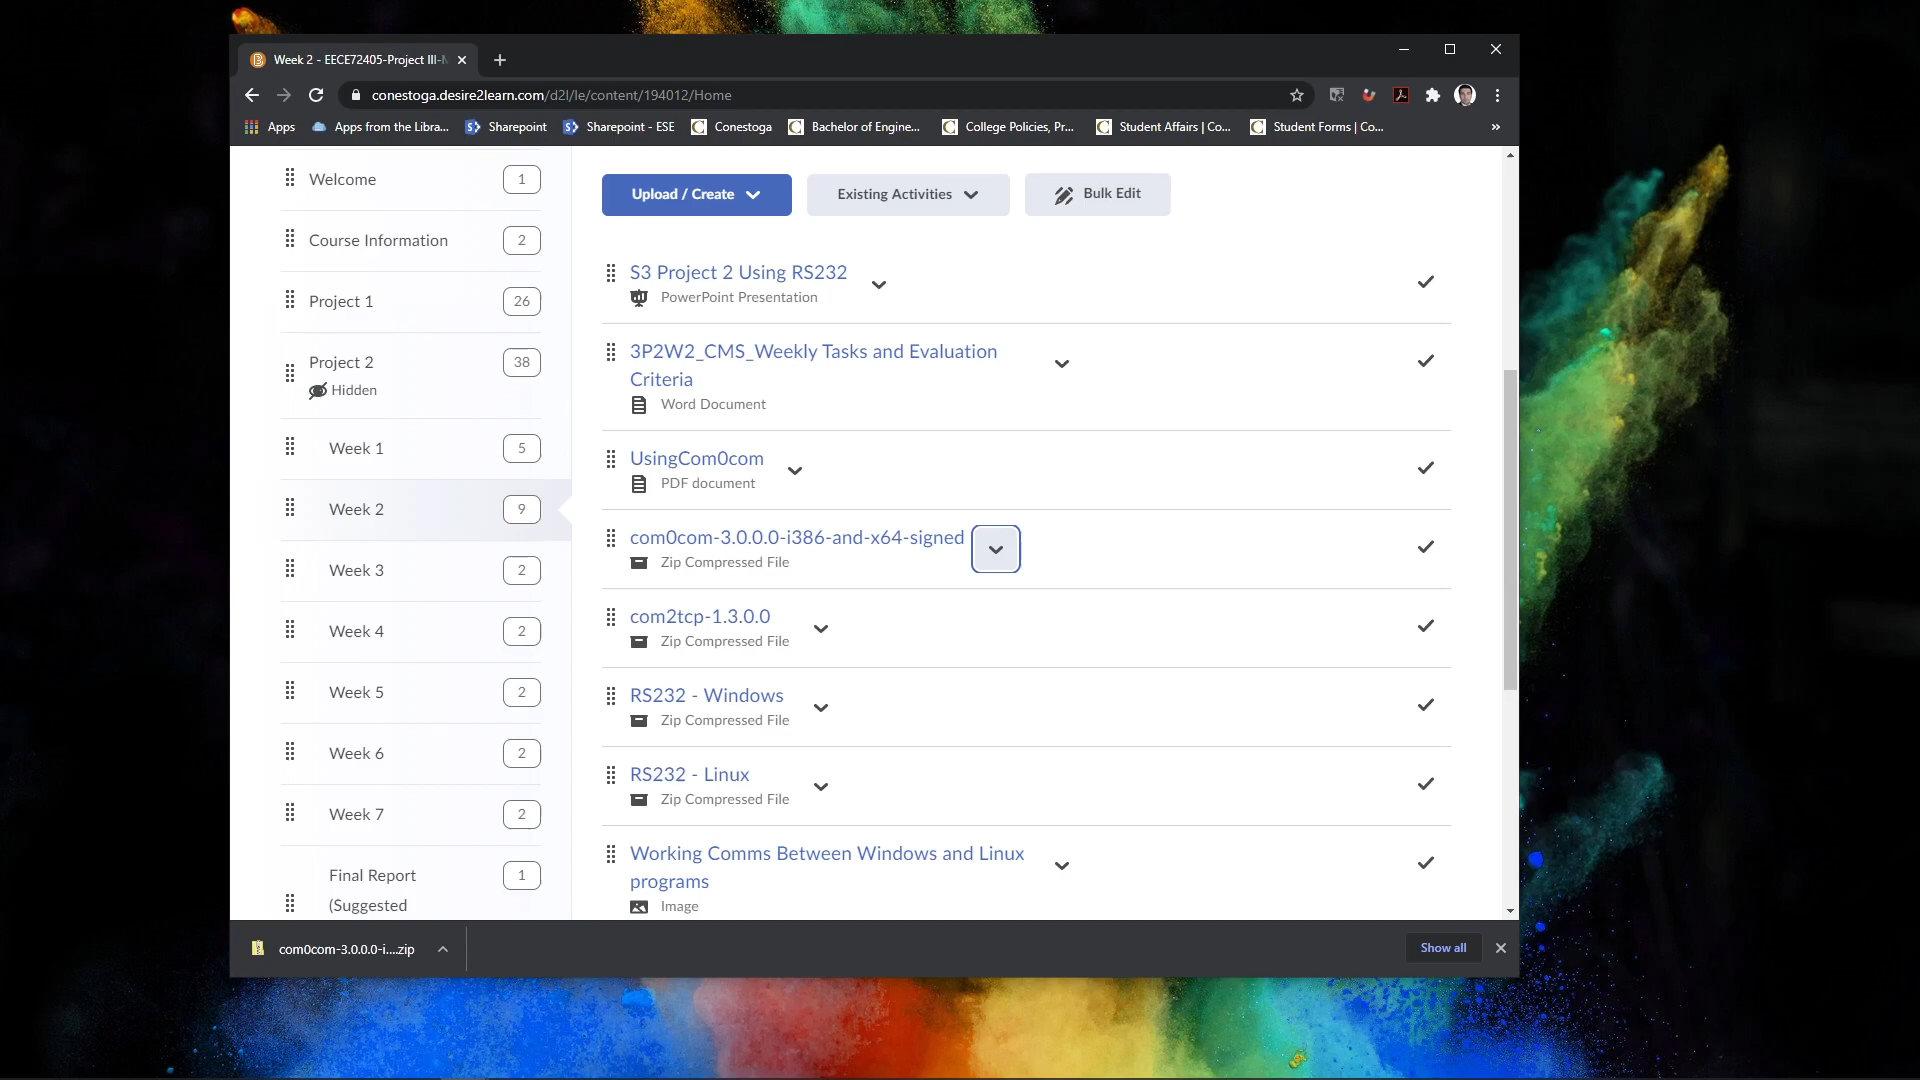 Week 2 - EECE72405-Project III-M
conestoga.desire2learn.com/d2l/le/content/194012/Home
Apps
Apps from the Libra...
Sharepoint
Sharepoint - ESE
Conestoga
Bachelor of Engine...
College Policies, Pr...
Student Affairs | Co...
Student Forms | Co...
»
Welcome
1
Course Information
2
Project 1
26
Project 2
38
Hidden
Week 1
5
Week 2
9
Week 3
2
Week 4
2
Week 5
2
Week 6
2
Week 7
2
Final Report
1
(Suggested
Upload / Create
Existing Activities
Bulk Edit
S3 Project 2 Using RS232
PowerPoint Presentation
3P2W2_CMS_Weekly Tasks and Evaluation
Criteria
Word Document
UsingCom0com
PDF document
com0com-3.0.0.0-i386-and-x64-signed
Zip Compressed File
com2tcp-1.3.0.0
Zip Compressed File
RS232 - Windows
Zip Compressed File
RS232 - Linux
Zip Compressed File
Working Comms Between Windows and Linux
programs
Image
com0com-3.0.0.0-i....zip
Show all